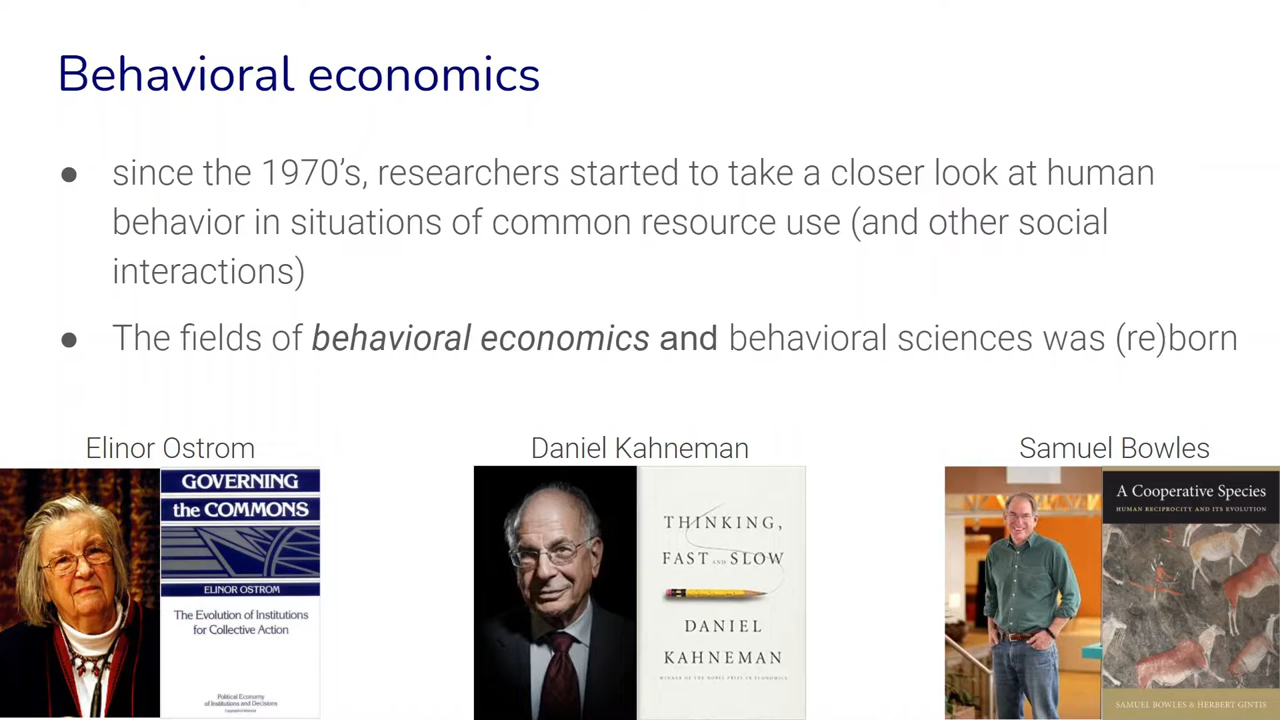 Behavioral economics
● since the 1970’s, researchers started to take a closer look at human
behavior in situations of common resource use (and other social
interactions)
● The fields of behavioral economics and behavioral sciences was (re)born
Elinor Ostrom
GOVERNING
the COMMONS
ELINOR OSTROM
The Evolution of Institutions
for Collective Action
Political Economy
of Institutions and Decisions
Daniel Kahneman
THINKING,
FAST AND SLOW
DANIEL
KAHNEMAN
WINNER OF THE NOBEL PRIZE IN ECONOMICS
Samuel Bowles
A Cooperative Species
HUMAN RECIPROCITY AND ITS EVOLUTION
SAMUEL BOWLES & HERBERT GINTIS